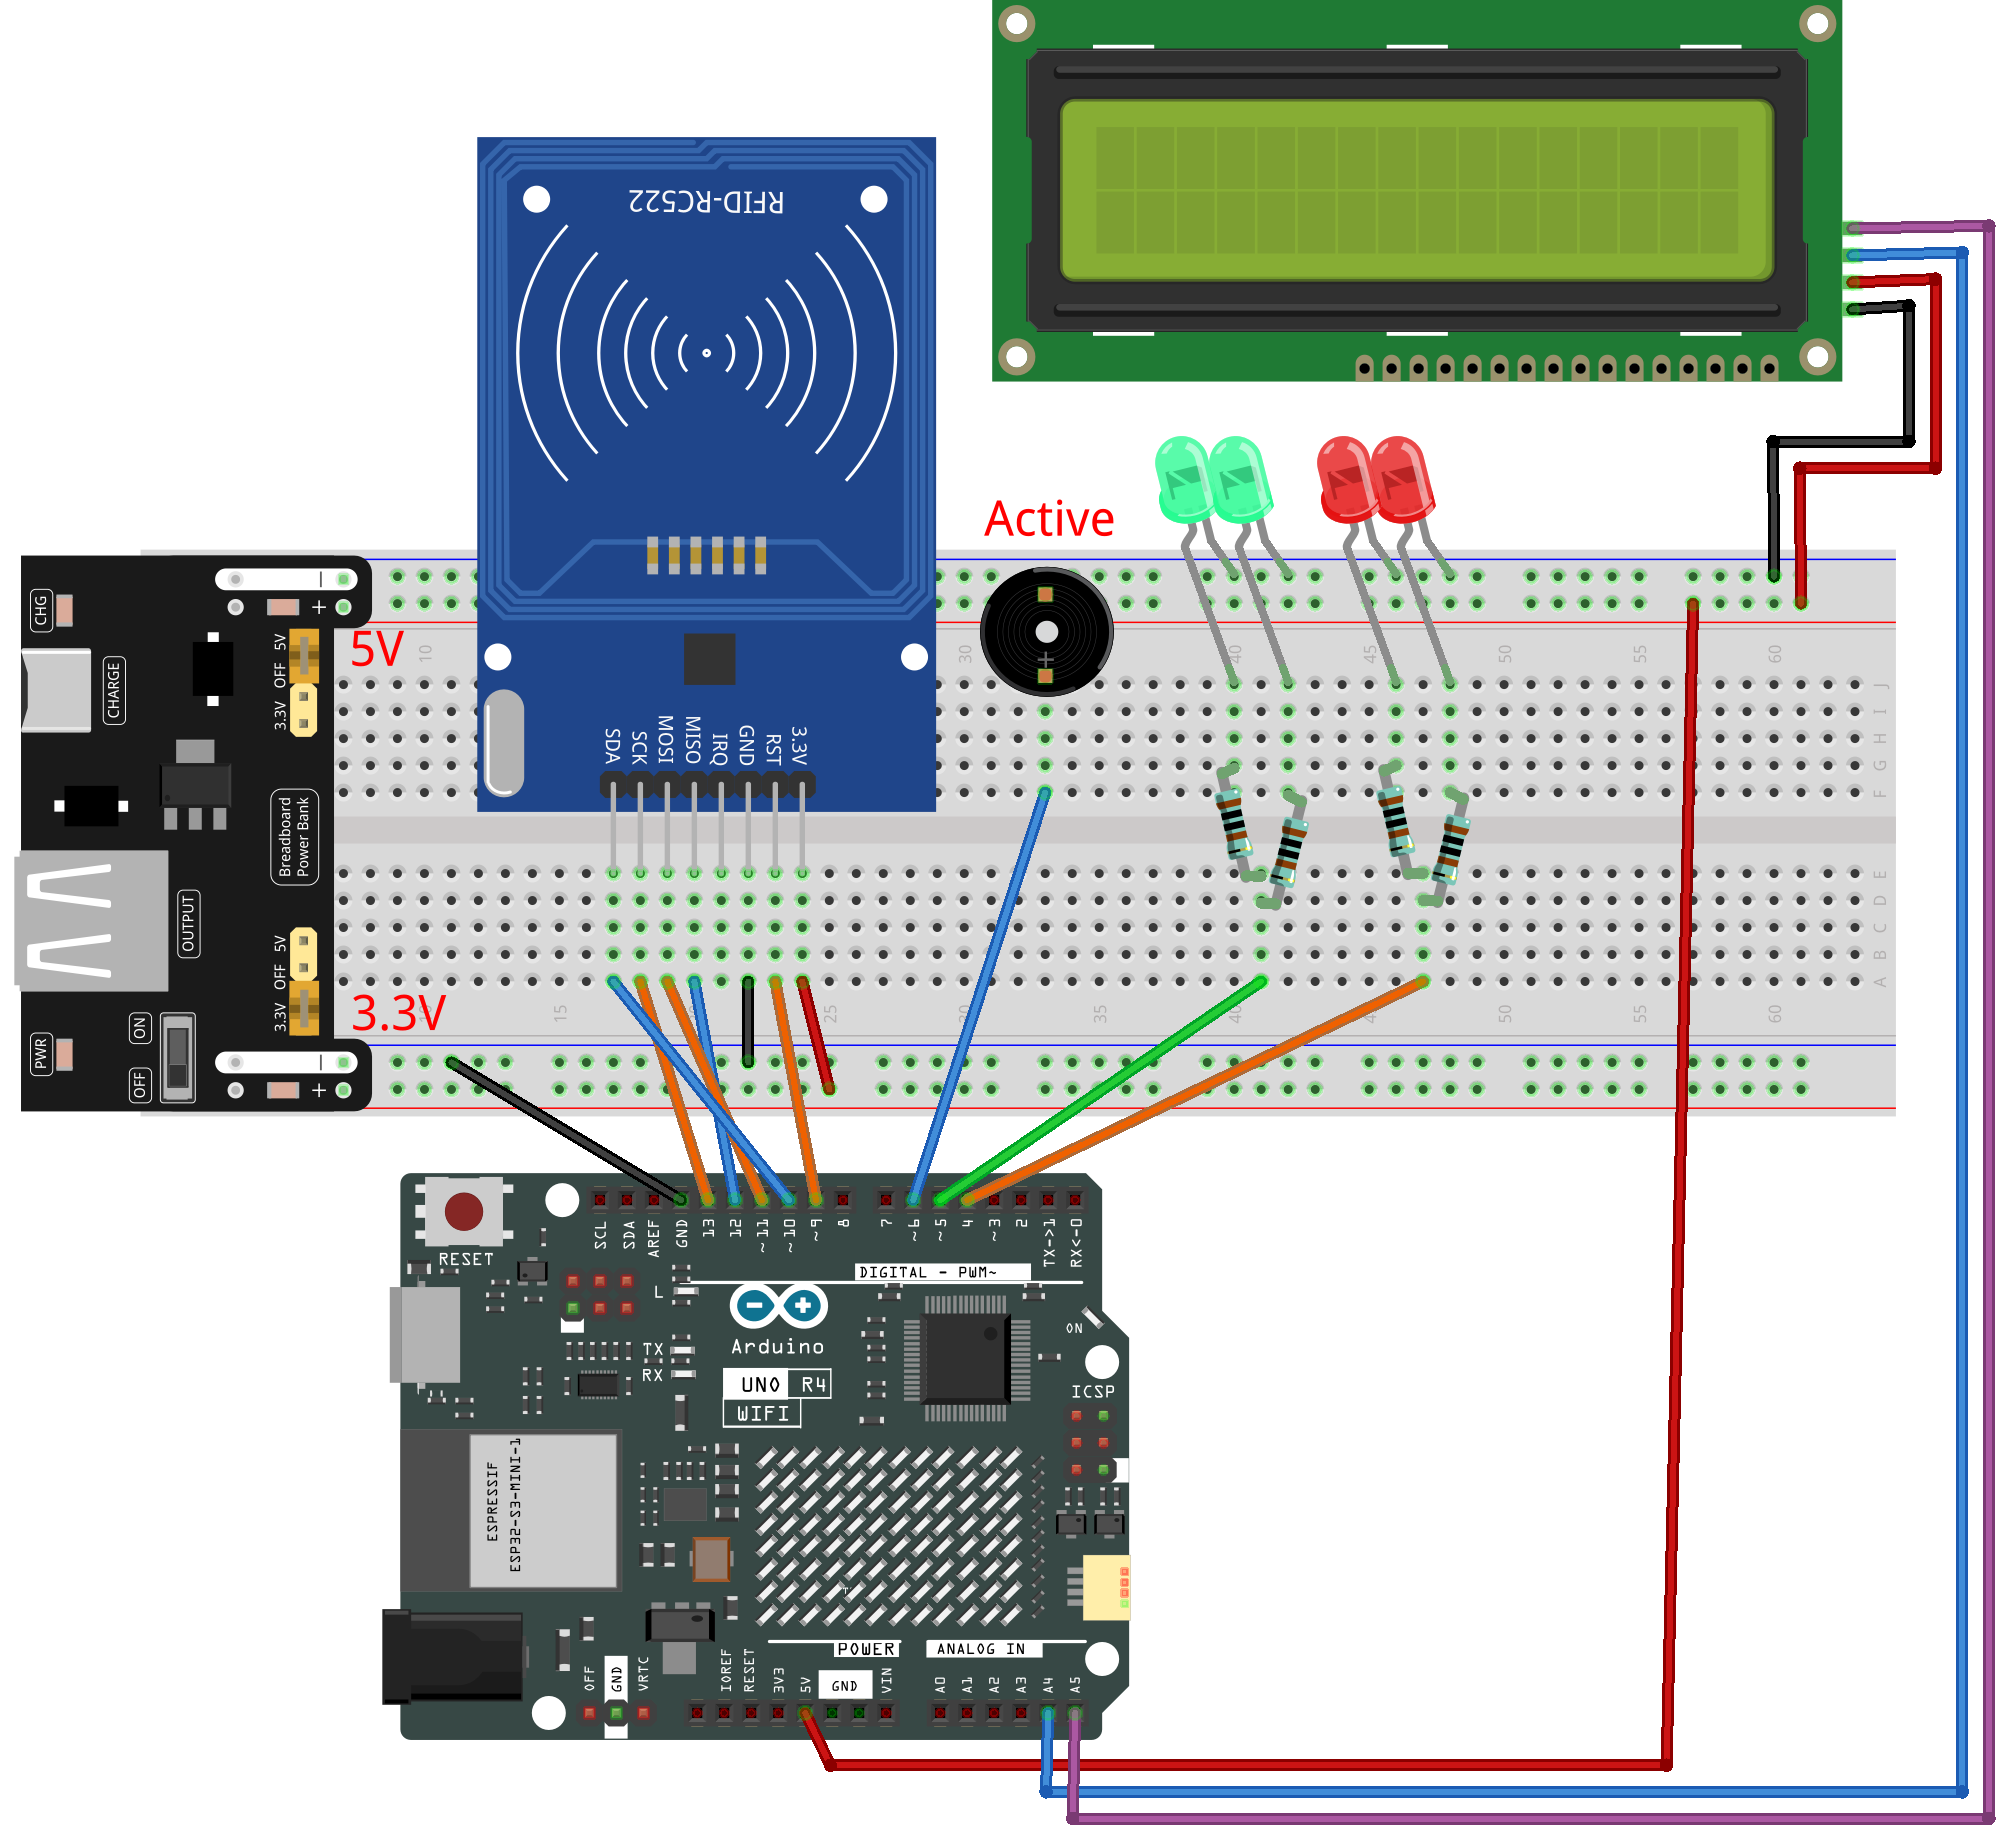 RFID-RC522
Active
CHG
5V
OFF
3.3V
CHARGE
5V
10
30
40
45
50
55
60
J
I
H
G
F
SDA
SCK
MOSI
MISO
IRQ
GND
RST
3.3V
Breadboard
Power Bank
OUTPUT
5V
OFF
3.3V
E
D
C
B
A
3.3V
15
25
35
40
50
55
60
PWR
ON
OFF
SCL
SDA
AREF
GND
13
12
~11
~10
~9
8
7
~6
~5
4
~3
2
TX->1
RX<-0
RESET
DIGITAL - PWM~
L
ON
Arduino
TX
RX
UNO R4
WIFI
ICSP
ESPRESSIF
ESP35-S3-MINI-1
POWER
ANALOG IN
OFF
GND
VRTC
IOREF
RESET
3V3
5V
GND
VIN
A0
A1
A2
A3
A4
A5